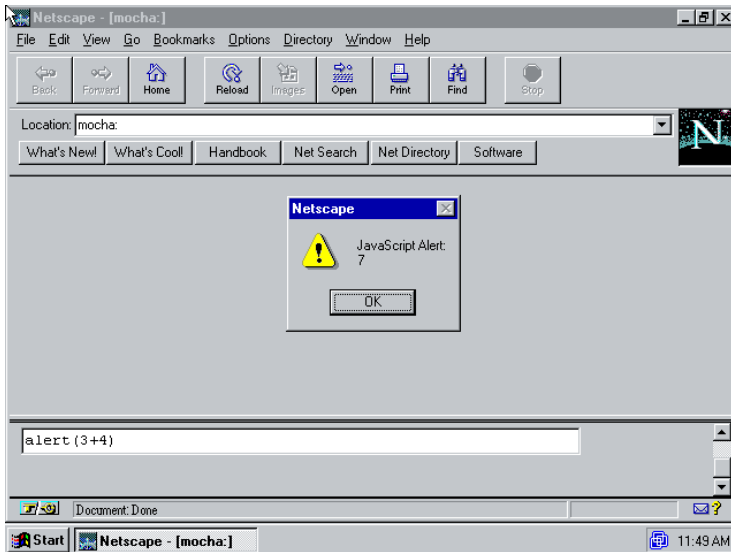 Netscape - [mocha:]
File Edit View Go Bookmarks Options Directory Window Help
Back Forward Home Reload Images Open Print Find Stop
Location: mocha:
N
What's New! What's Cool! Handbook Net Search Net Directory Software
Netscape
JavaScript Alert:
7
OK
alert(3+4)
Document: Done
Start Netscape - [mocha:] 11:49 AM